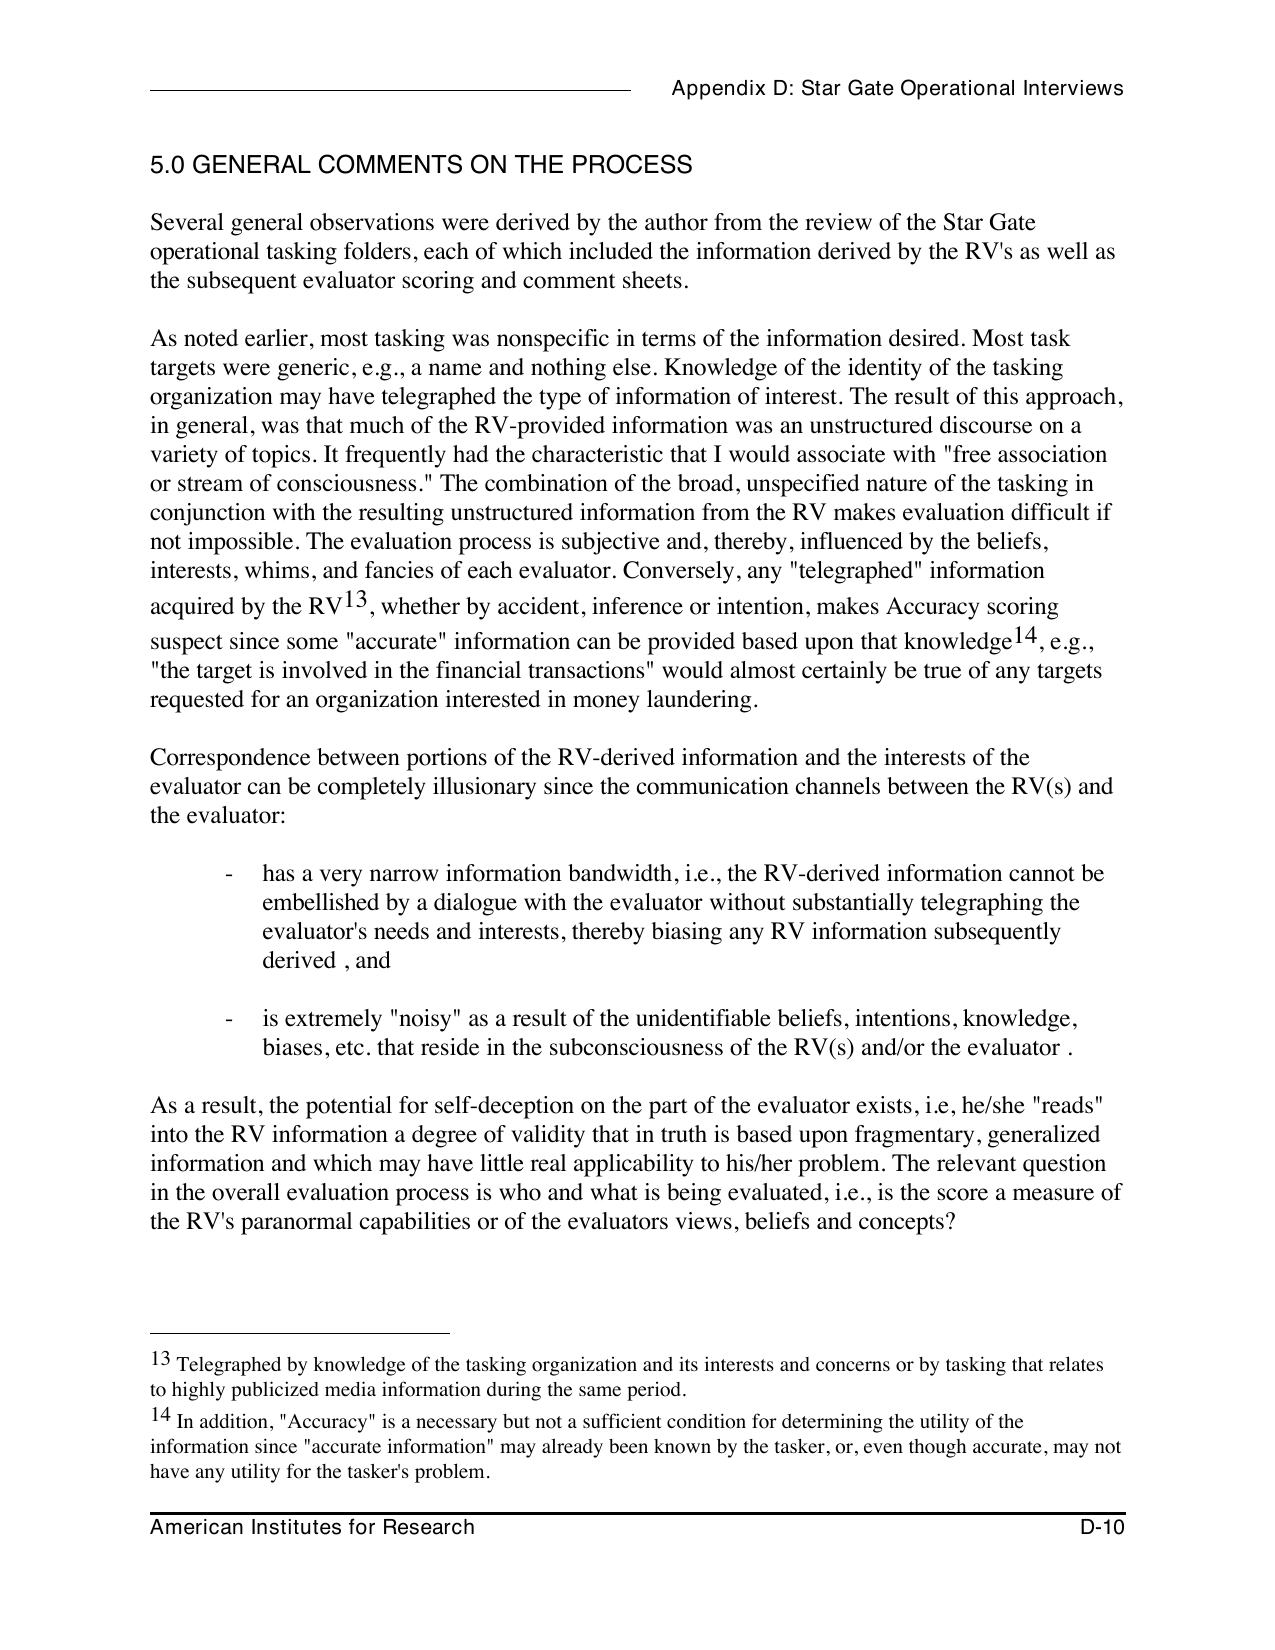 Appendix D: Star Gate Operational Interviews
5.0 GENERAL COMMENTS ON THE PROCESS
Several general observations were derived by the author from the review of the Star Gate
operational tasking folders, each of which included the information derived by the RV's as well as
the subsequent evaluator scoring and comment sheets.
As noted earlier, most tasking was nonspecific in terms of the information desired. Most task
targets were generic, e.g., a name and nothing else. Knowledge of the identity of the tasking
organization may have telegraphed the type of information of interest. The result of this approach,
in general, was that much of the RV-provided information was an unstructured discourse on a
variety of topics. It frequently had the characteristic that I would associate with "free association
or stream of consciousness." The combination of the broad, unspecified nature of the tasking in
conjunction with the resulting unstructured information from the RV makes evaluation difficult if
not impossible. The evaluation process is subjective and, thereby, influenced by the beliefs,
interests, whims, and fancies of each evaluator. Conversely, any "telegraphed" information
acquired by the RV13, whether by accident, inference or intention, makes Accuracy scoring
suspect since some "accurate" information can be provided based upon that knowledge14, e.g.,
"the target is involved in the financial transactions" would almost certainly be true of any targets
requested for an organization interested in money laundering.
Correspondence between portions of the RV-derived information and the interests of the
evaluator can be completely illusionary since the communication channels between the RV(s) and
the evaluator:
- has a very narrow information bandwidth, i.e., the RV-derived information cannot be
embellished by a dialogue with the evaluator without substantially telegraphing the
evaluator's needs and interests, thereby biasing any RV information subsequently
derived , and
- is extremely "noisy" as a result of the unidentifiable beliefs, intentions, knowledge,
biases, etc. that reside in the subconsciousness of the RV(s) and/or the evaluator .
As a result, the potential for self-deception on the part of the evaluator exists, i.e, he/she "reads"
into the RV information a degree of validity that in truth is based upon fragmentary, generalized
information and which may have little real applicability to his/her problem. The relevant question
in the overall evaluation process is who and what is being evaluated, i.e., is the score a measure of
the RV's paranormal capabilities or of the evaluators views, beliefs and concepts?
13 Telegraphed by knowledge of the tasking organization and its interests and concerns or by tasking that relates
to highly publicized media information during the same period.
14 In addition, "Accuracy" is a necessary but not a sufficient condition for determining the utility of the
information since "accurate information" may already been known by the tasker, or, even though accurate, may not
have any utility for the tasker's problem.
American Institutes for Research D-10